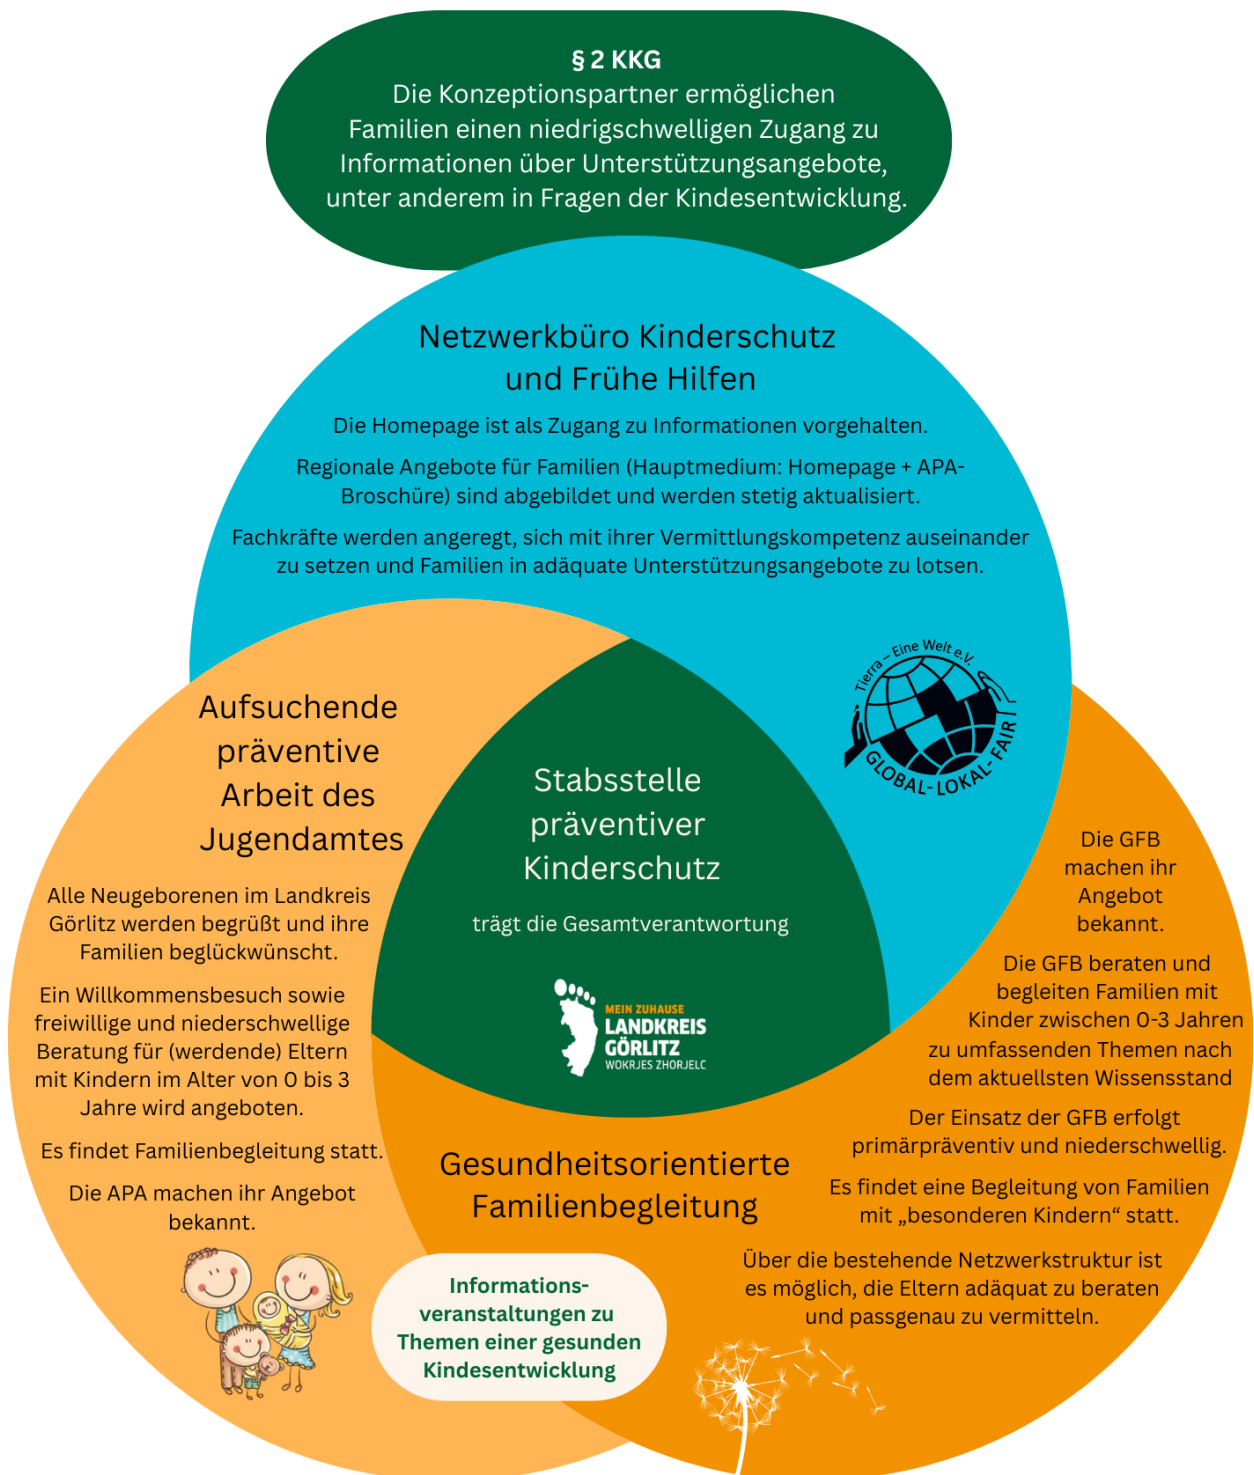 § 2 KKG
Die Konzeptionspartner ermöglichen
Familien einen niedrigschwelligen Zugang zu
Informationen über Unterstützungsangebote,
unter anderem in Fragen der Kindesentwicklung.
Netzwerkbüro Kinderschutz
und Frühe Hilfen
Die Homepage ist als Zugang zu Informationen vorgehalten.
Regionale Angebote für Familien (Hauptmedium: Homepage + APA-
Broschüre) sind abgebildet und werden stetig aktualisiert.
Fachkräfte werden angeregt, sich mit ihrer Vermittlungskompetenz auseinander
zu setzen und Familien in adäquate Unterstützungsangebote zu lotsen.
Tierra – Eine Welt e.V.
GLOBAL-LOKAL-FAIR
Aufsuchende
präventive
Arbeit des
Jugendamtes
Alle Neugeborenen im Landkreis
Görlitz werden begrüßt und ihre
Familien beglückwünscht.
Ein Willkommensbesuch sowie
freiwillige und niederschwellige
Beratung für (werdende) Eltern
mit Kindern im Alter von 0 bis 3
Jahre wird angeboten.
Es findet Familienbegleitung statt.
Die APA machen ihr Angebot
bekannt.
Stabsstelle
präventiver
Kinderschutz
trägt die Gesamtverantwortung
MEIN ZUHAUSE
LANDKREIS
GÖRLITZ
WOKRJES ZHORJELC
Gesundheitsorientierte
Familienbegleitung
Die GFB
machen ihr
Angebot
bekannt.
Die GFB beraten und
begleiten Familien mit
Kinder zwischen 0-3 Jahren
zu umfassenden Themen nach
dem aktuellsten Wissensstand
Der Einsatz der GFB erfolgt
primärpräventiv und niederschwellig.
Es findet eine Begleitung von Familien
mit „besonderen Kindern“ statt.
Über die bestehende Netzwerkstruktur ist
es möglich, die Eltern adäquat zu beraten
und passgenau zu vermitteln.
Informations-
veranstaltungen zu
Themen einer gesunden
Kindesentwicklung